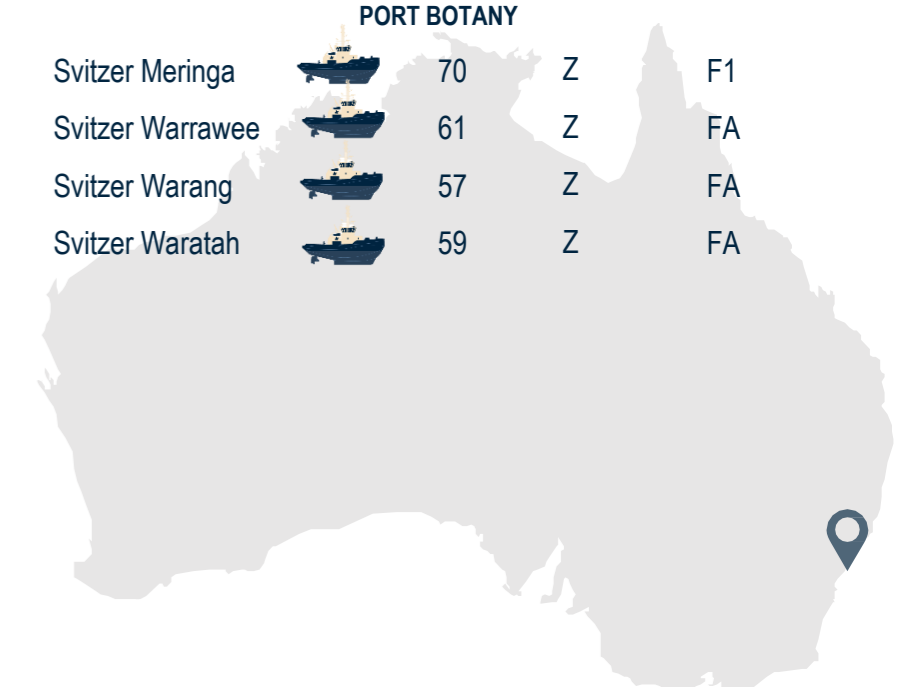 PORT BOTANY
Svitzer Meringa 70 Z F1
Svitzer Warrawee 61 Z FA
Svitzer Warang 57 Z FA
Svitzer Waratah 59 Z FA